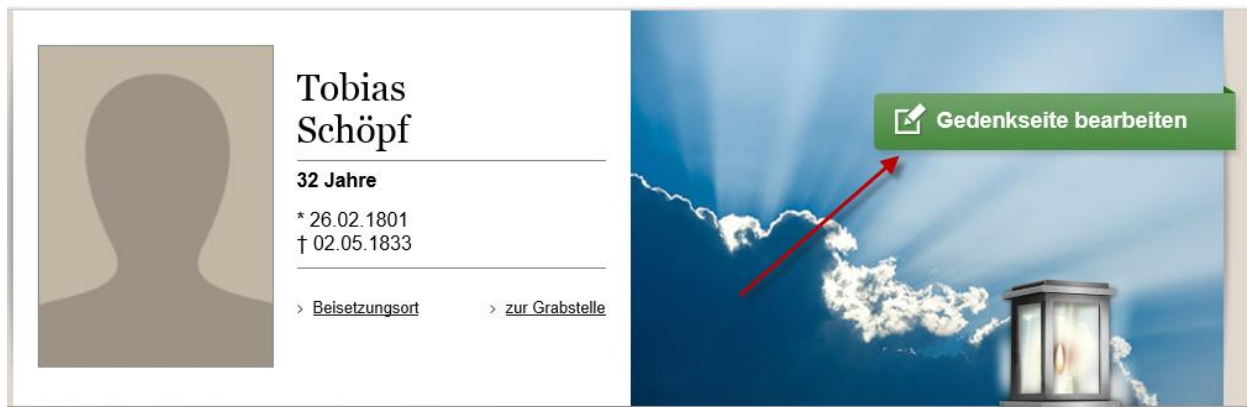 Tobias
Schöpf
32 Jahre
* 26.02.1801
† 02.05.1833
> Beisetzungsort > zur Grabstelle
Gedenkseite bearbeiten